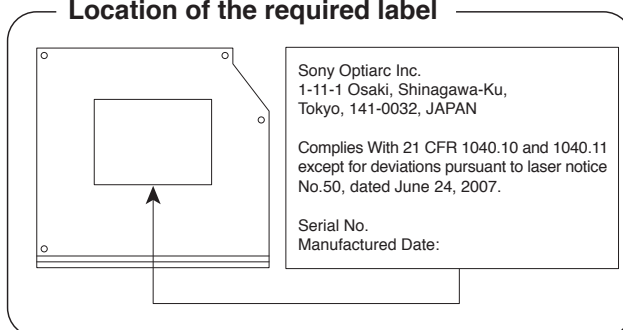 Location of the required label
Sony Optiarc Inc.
1-11-1 Osaki, Shinagawa-Ku,
Tokyo, 141-0032, JAPAN
Complies With 21 CFR 1040.10 and 1040.11
except for deviations pursuant to laser notice
No.50, dated June 24, 2007.
Serial No.
Manufactured Date: